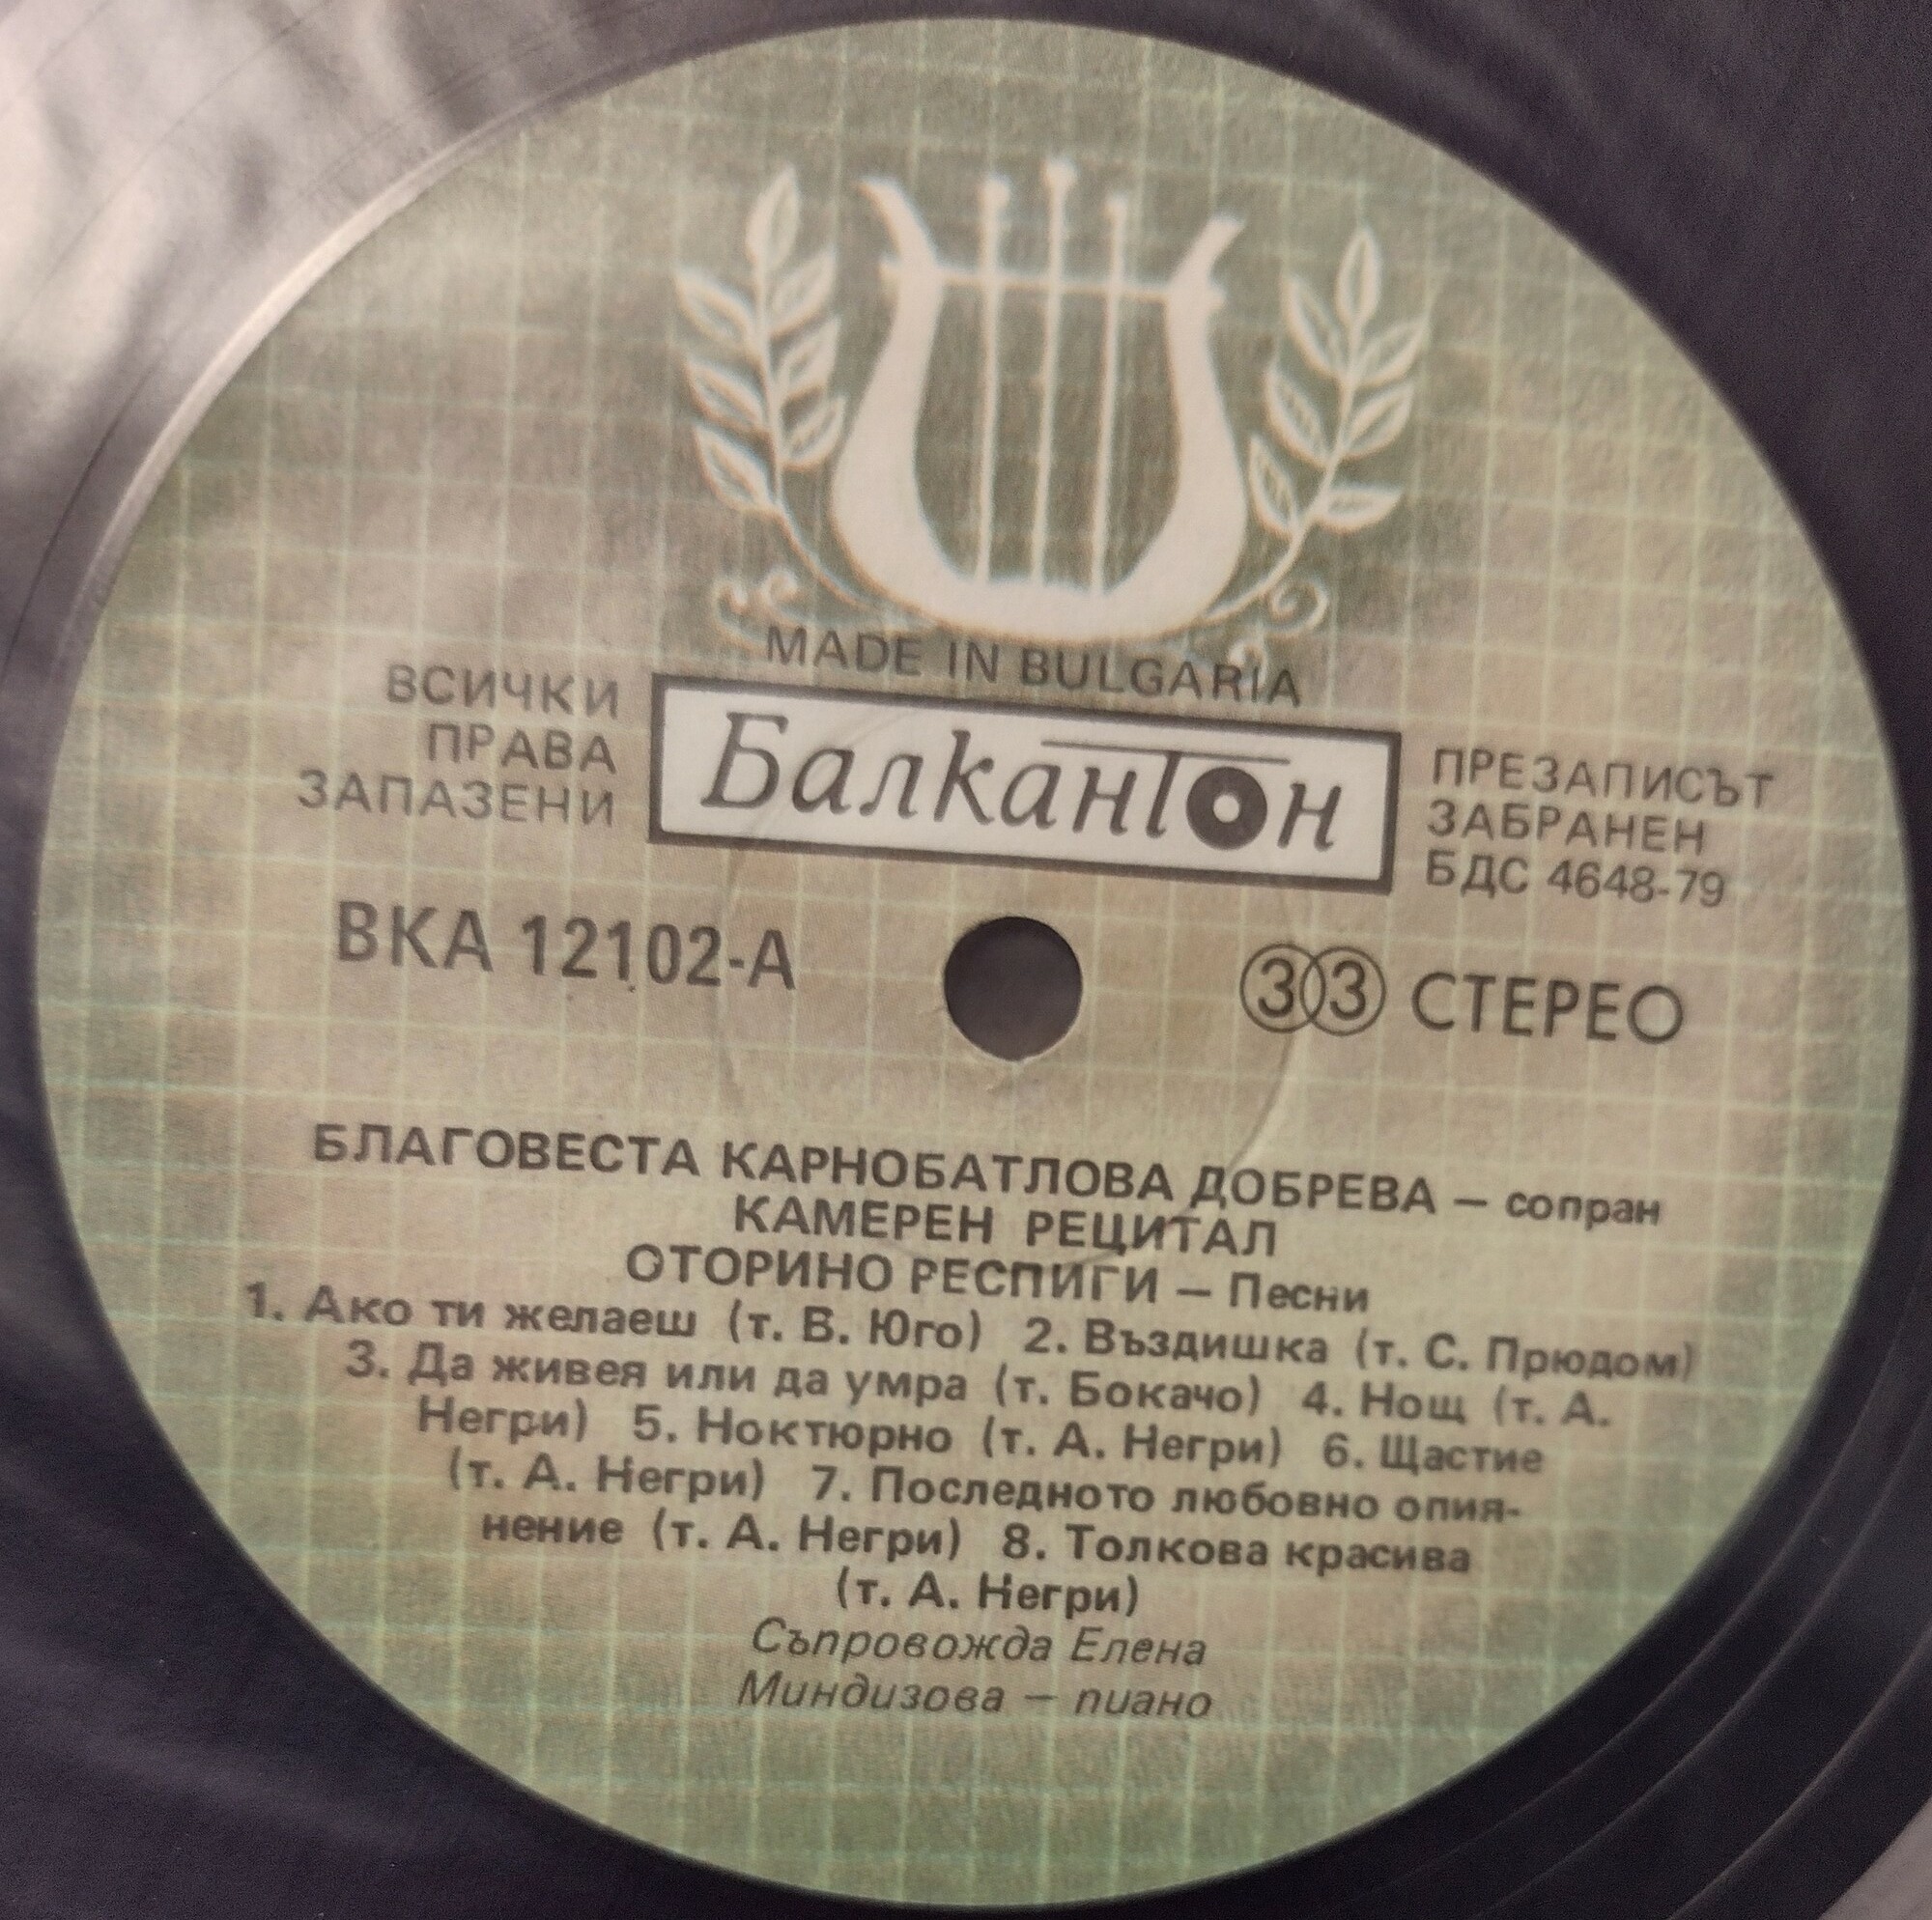 MADE IN BULGARIA
ВСИЧКИ
ПРАВА
ЗАПАЗЕНИ
Балкантон
ПРЕЗАПИСЪТ
ЗАБРАНЕН
БДС 4648-79
ВКА 12102-А
33 СТЕРЕО
БЛАГОВЕСТА КАРНОБАТЛОВА ДОБРЕВА — сопран
КАМЕРЕН РЕЦИТАЛ
ОТОРИНО РЕСПИГИ — Песни
1. Ако ти желаеш (т. В. Юго) 2. Въздишка (т. С. Прюдом)
3. Да живея или да умра (т. Бокачо) 4. Нощ (т. А.
Негри) 5. Ноктюрно (т. А. Негри) 6. Щастие
(т. А. Негри) 7. Последното любовно опия-
нение (т. А. Негри) 8. Толкова красива
(т. А. Негри)
Съпровожда Елена
Миндизова — пиано